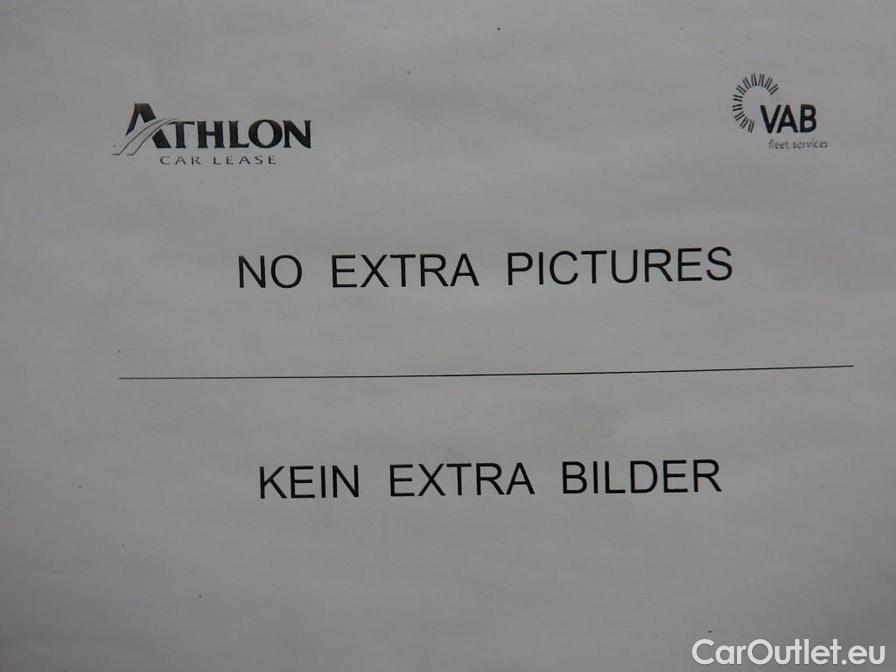 ATHLON
CAR LEASE
VAB
fleet services
NO EXTRA PICTURES
KEIN EXTRA BILDER
CarOutlet.eu